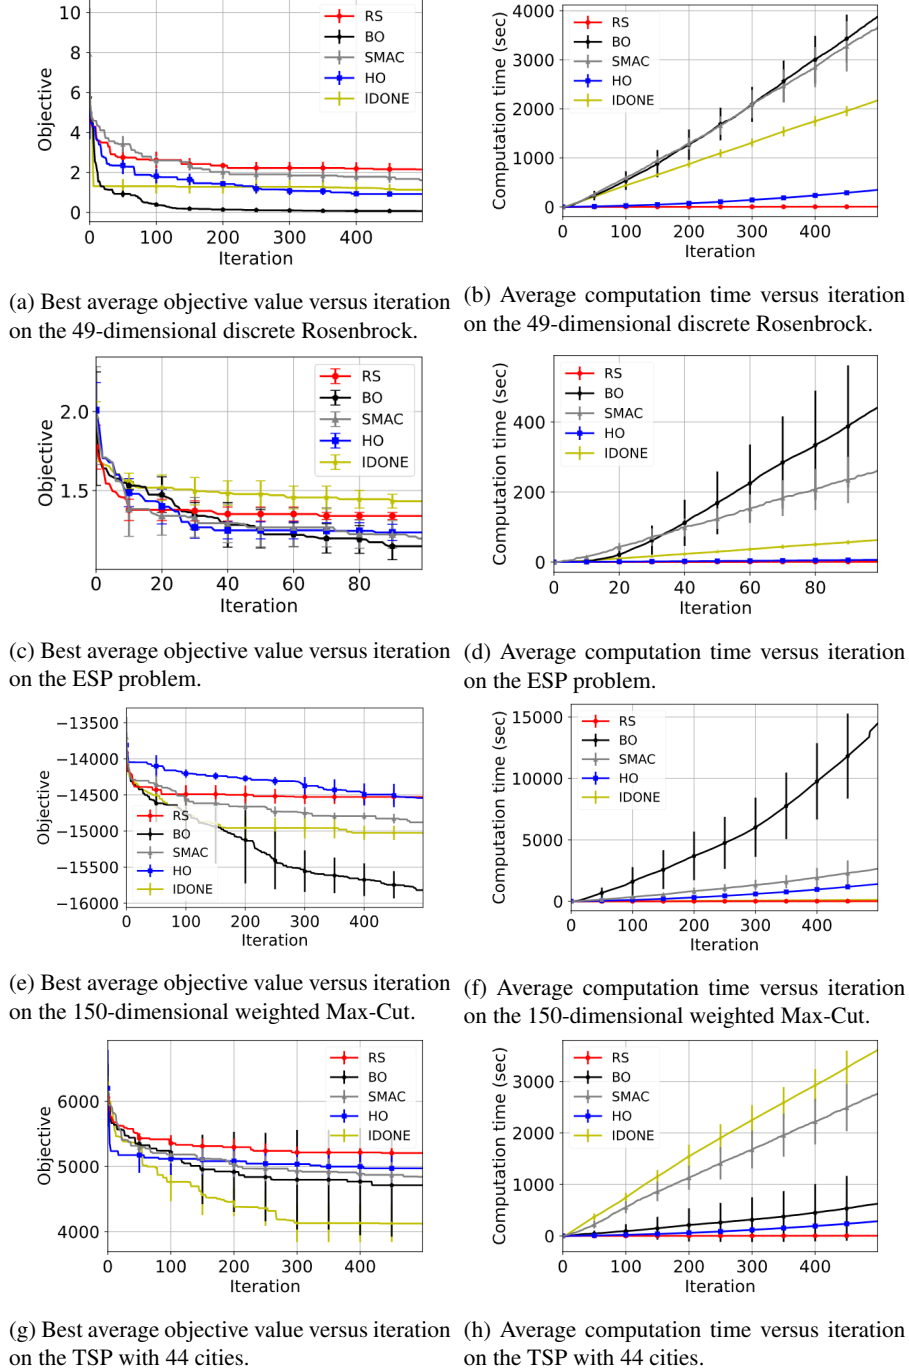 10
8
6
4
2
0
Objective
0 100 200 300 400
Iteration
RS
BO
SMAC
HO
IDONE
4000
3000
2000
1000
0
Computation time (sec)
0 100 200 300 400
Iteration
RS
BO
SMAC
HO
IDONE
(a) Best average objective value versus iteration
on the 49-dimensional discrete Rosenbrock.
(b) Average computation time versus iteration
on the 49-dimensional discrete Rosenbrock.
2.0
1.5
Objective
0 20 40 60 80
Iteration
RS
BO
SMAC
HO
IDONE
400
200
0
Computation time (sec)
0 20 40 60 80
Iteration
RS
BO
SMAC
HO
IDONE
(c) Best average objective value versus iteration
on the ESP problem.
(d) Average computation time versus iteration
on the ESP problem.
−13500
−14000
−14500
−15000
−15500
−16000
Objective
0 100 200 300 400
Iteration
RS
BO
SMAC
HO
IDONE
15000
10000
5000
0
Computation time (sec)
0 100 200 300 400
Iteration
RS
BO
SMAC
HO
IDONE
(e) Best average objective value versus iteration
on the 150-dimensional weighted Max-Cut.
(f) Average computation time versus iteration
on the 150-dimensional weighted Max-Cut.
6000
5000
4000
Objective
0 100 200 300 400
Iteration
RS
BO
SMAC
HO
IDONE
3000
2000
1000
0
Computation time (sec)
0 100 200 300 400
Iteration
RS
BO
SMAC
HO
IDONE
(g) Best average objective value versus iteration
on the TSP with 44 cities.
(h) Average computation time versus iteration
on the TSP with 44 cities.